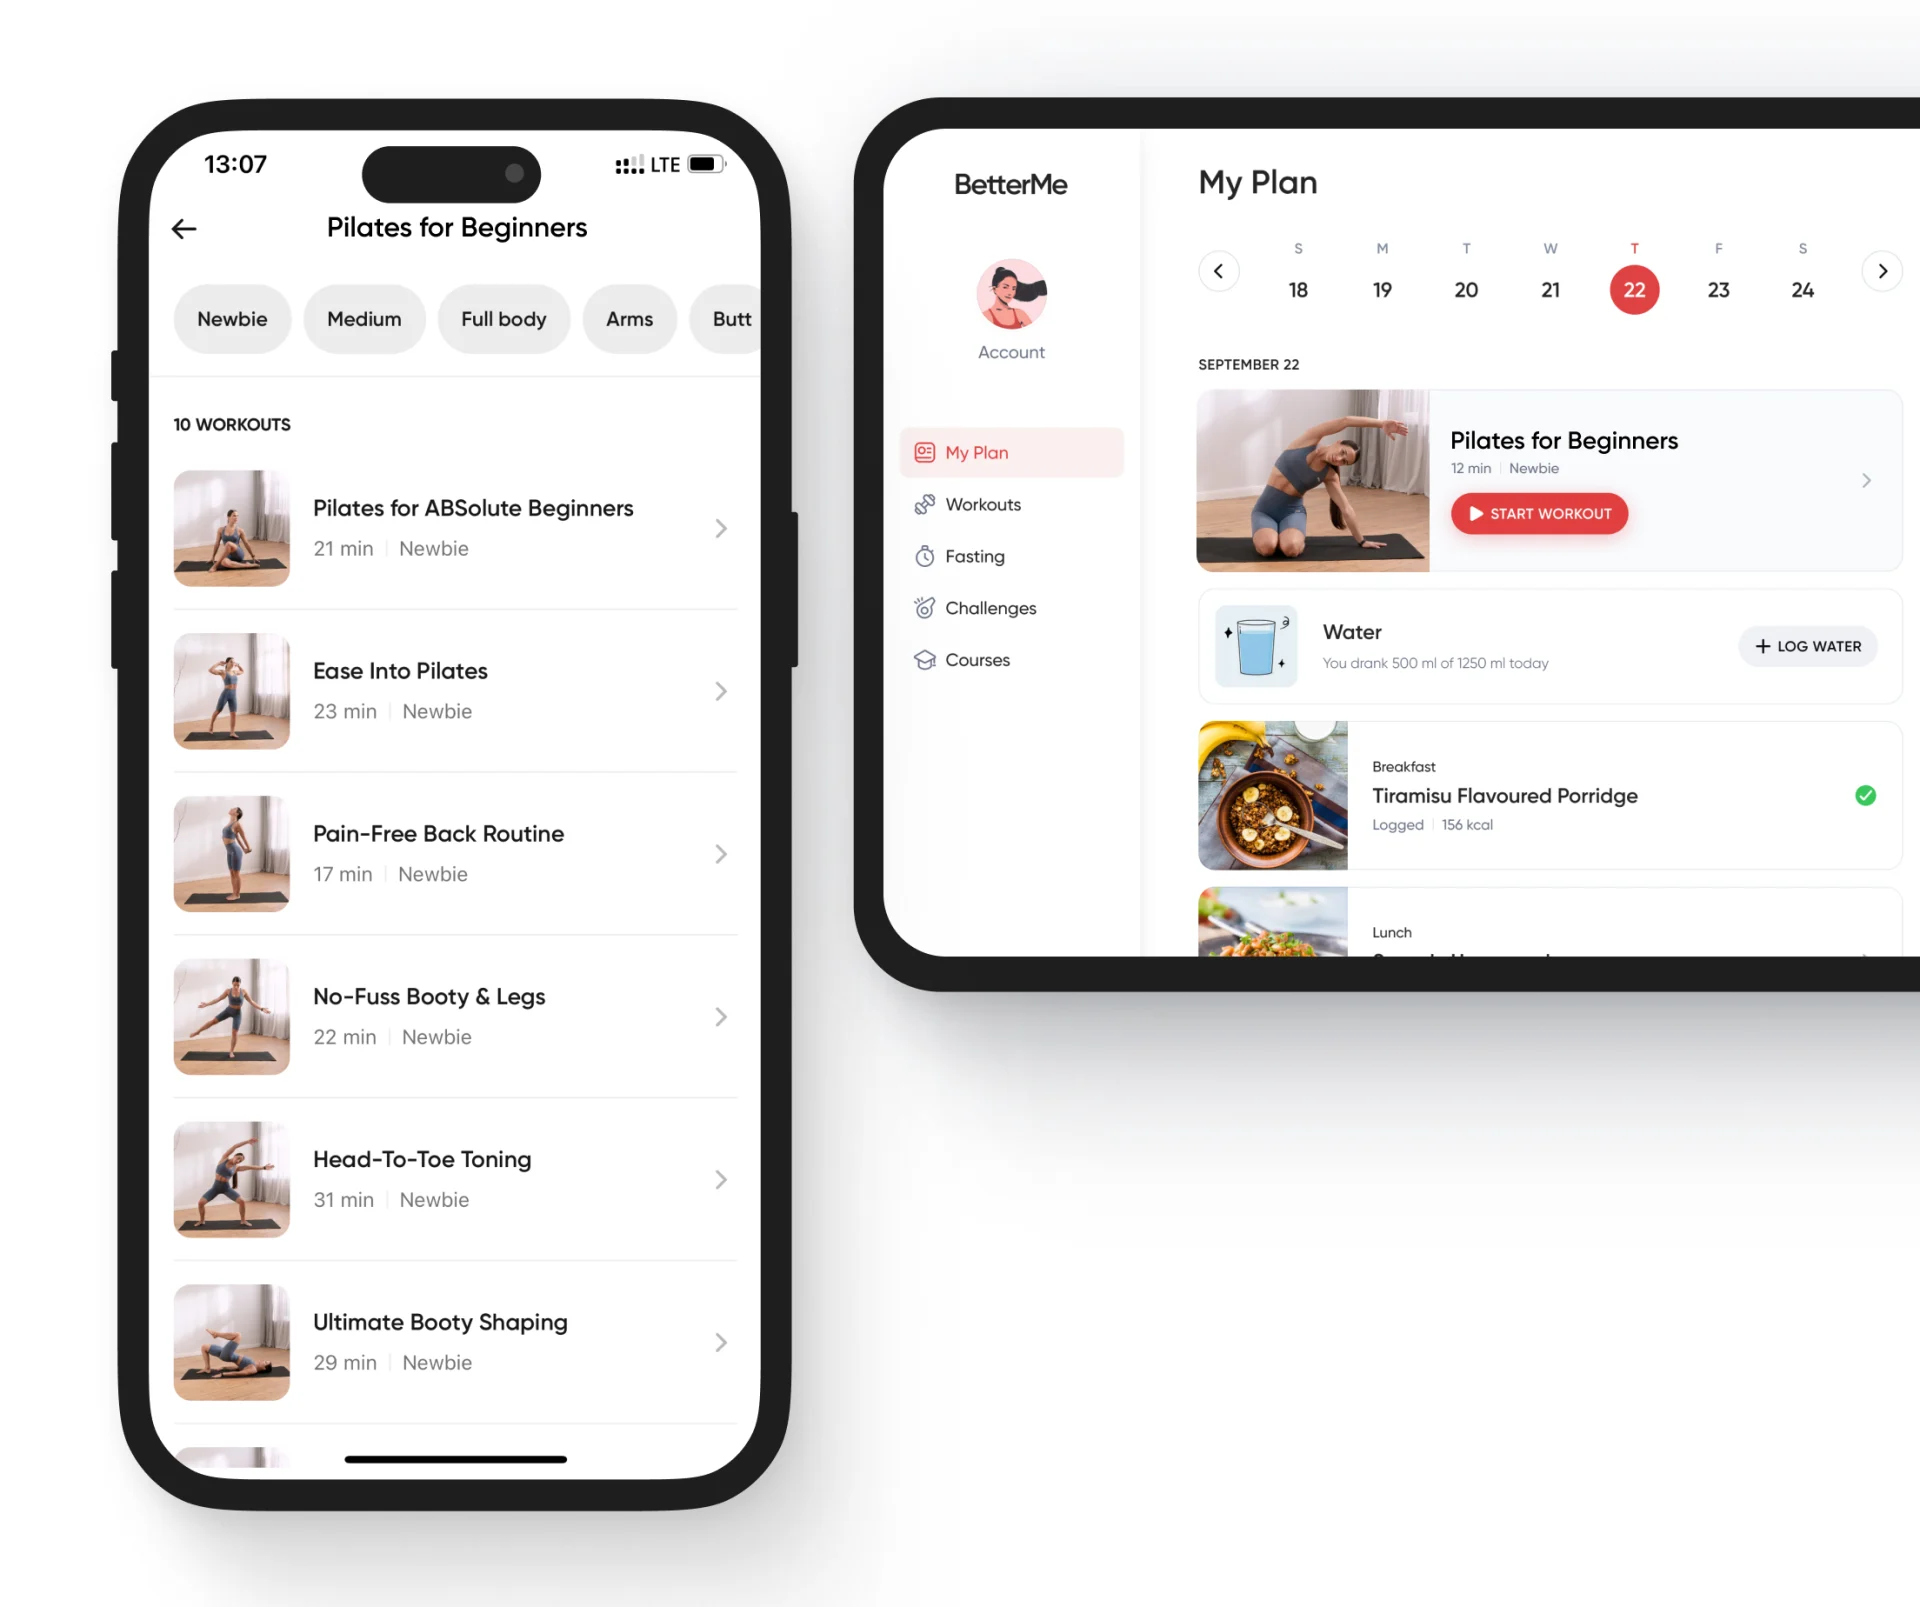 13:07
LTE
Pilates for Beginners
Newbie
Medium
Full body
Arms
Butt
10 WORKOUTS
Pilates for ABSolute Beginners
21 min | Newbie
Ease Into Pilates
23 min | Newbie
Pain-Free Back Routine
17 min | Newbie
No-Fuss Booty & Legs
22 min | Newbie
Head-To-Toe Toning
31 min | Newbie
Ultimate Booty Shaping
29 min | Newbie
BetterMe
Account
My Plan
Workouts
Fasting
Challenges
Courses
My Plan
S M T W T F S
18 19 20 21 22 23 24
SEPTEMBER 22
Pilates for Beginners
12 min | Newbie
START WORKOUT
Water
You drank 500 ml of 1250 ml today
+ LOG WATER
Breakfast
Tiramisu Flavoured Porridge
Logged | 156 kcal
Lunch